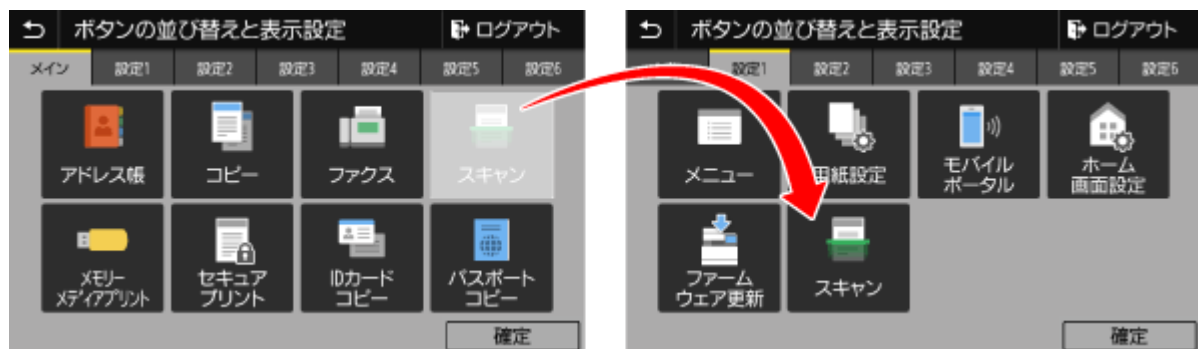 ボタンの並び替えと表示設定
ログアウト
メイン
設定1
設定2
設定3
設定4
設定5
設定6
アドレス帳
コピー
ファクス
スキャン
メモリー
メディアプリント
セキュア
プリント
IDカード
コピー
パスポート
コピー
確定
ボタンの並び替えと表示設定
ログアウト
設定1
設定2
設定3
設定4
設定5
設定6
メニュー
用紙設定
モバイル
ポータル
ホーム
画面設定
ファーム
ウェア更新
スキャン
確定